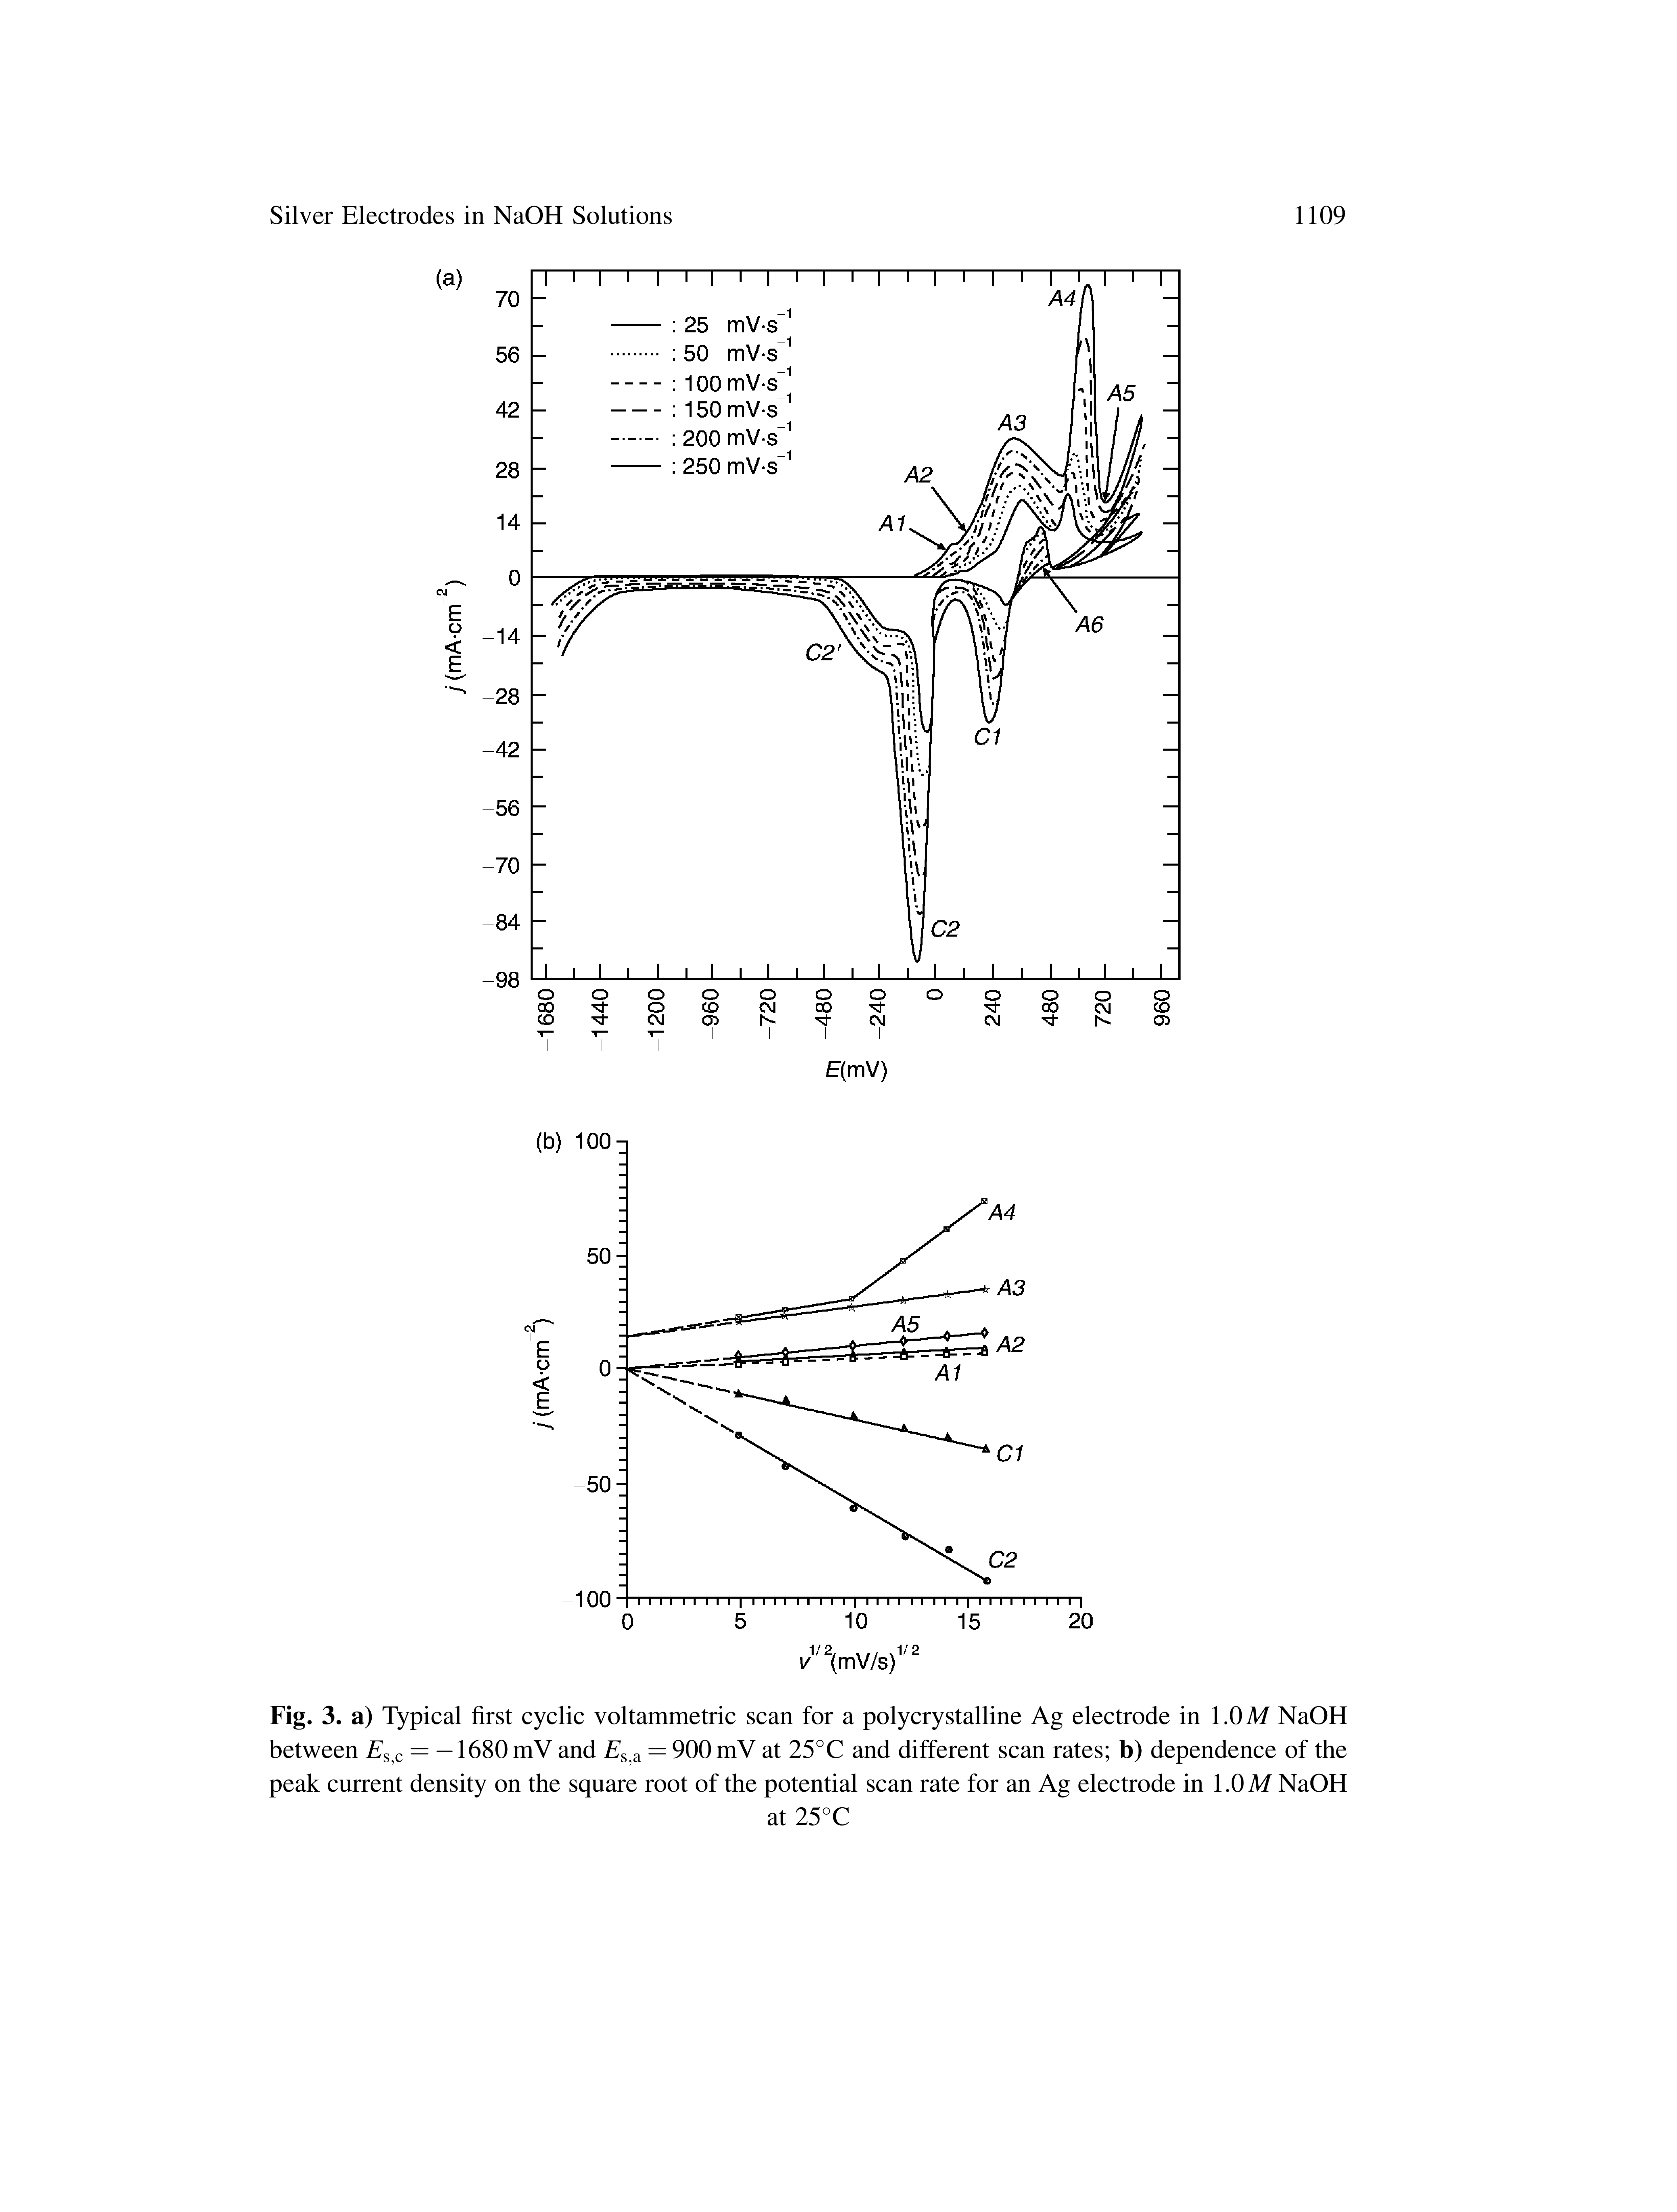 Silver Electrodes in NaOH Solutions 1109
(a)
70
56
42
28
14
0
–14
–28
–42
–56
–70
–84
–98
j (mA·cm⁻²)
: 25 mV·s⁻¹
: 50 mV·s⁻¹
: 100 mV·s⁻¹
: 150 mV·s⁻¹
: 200 mV·s⁻¹
: 250 mV·s⁻¹
A4
A5
A3
A2
A1
A6
C2'
C1
C2
–1680 –1440 –1200 –960 –720 –480 –240 0 240 480 720 960
E(mV)
(b)
100
50
0
–50
–100
j (mA·cm⁻²)
A4
A3
A5
A2
A1
C1
C2
0 5 10 15 20
v^1/2 (mV/s)^1/2
Fig. 3. a) Typical first cyclic voltammetric scan for a polycrystalline Ag electrode in 1.0 M NaOH
between Es,c = −1680 mV and Es,a = 900 mV at 25°C and different scan rates; b) dependence of the
peak current density on the square root of the potential scan rate for an Ag electrode in 1.0 M NaOH
at 25°C